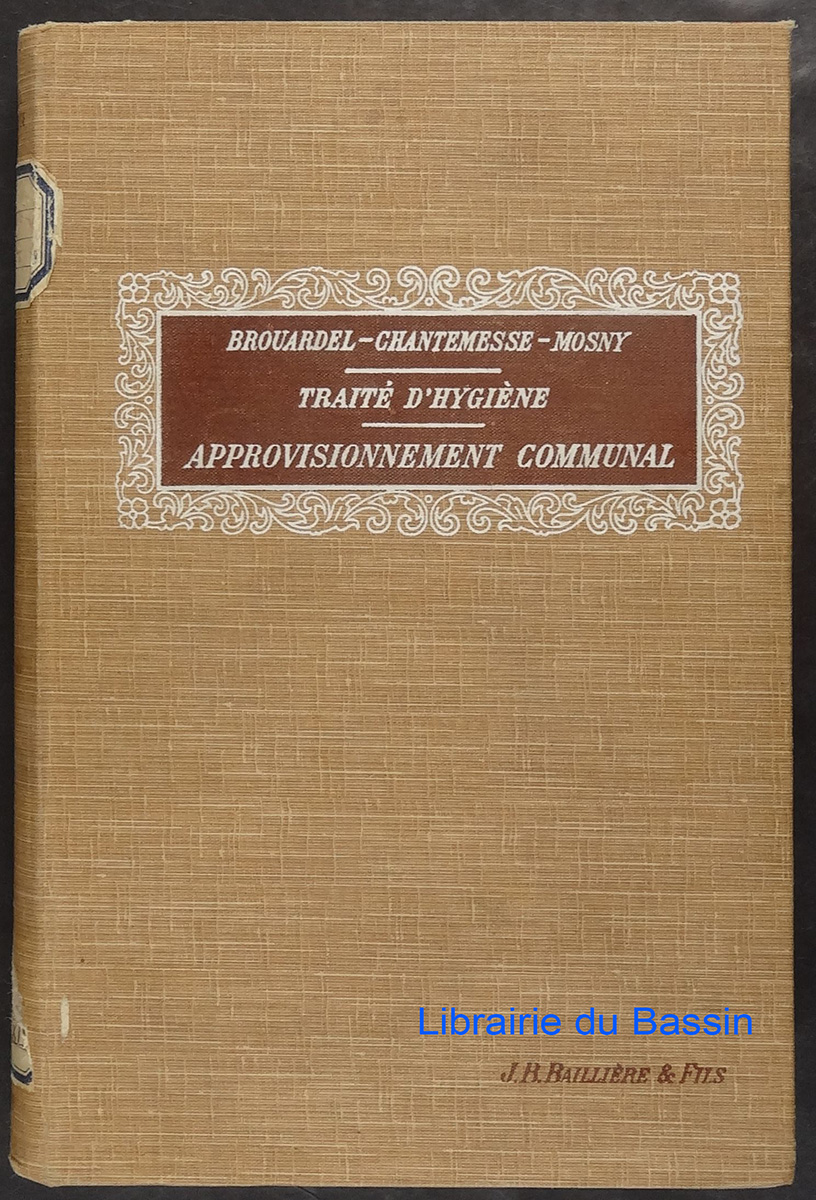 BROUARDEL-CHANTEMESSE-MOSNY
TRAITÉ D'HYGIÈNE
APPROVISIONNEMENT COMMUNAL
Librairie du Bassin
J.B. BAILLIÈRE & FILS